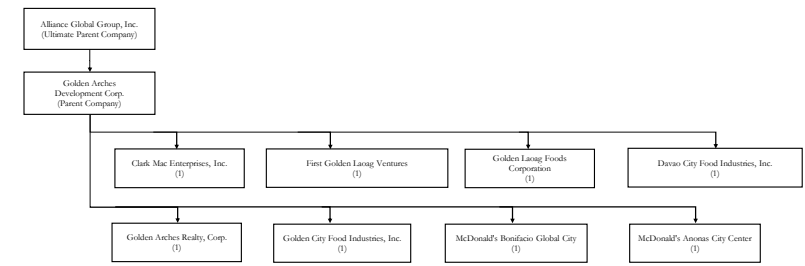 Alliance Global Group, Inc.
(Ultimate Parent Company)
Golden Arches
Development Corp.
(Parent Company)
Clark Mac Enterprises, Inc.
(1)
First Golden Laoag Ventures
(1)
Golden Laoag Foods
Corporation
(1)
Davao City Food Industries, Inc.
(1)
Golden Arches Realty, Corp.
(1)
Golden City Food Industries, Inc.
(1)
McDonald's Bonifacio Global City
(1)
McDonald's Anonas City Center
(1)